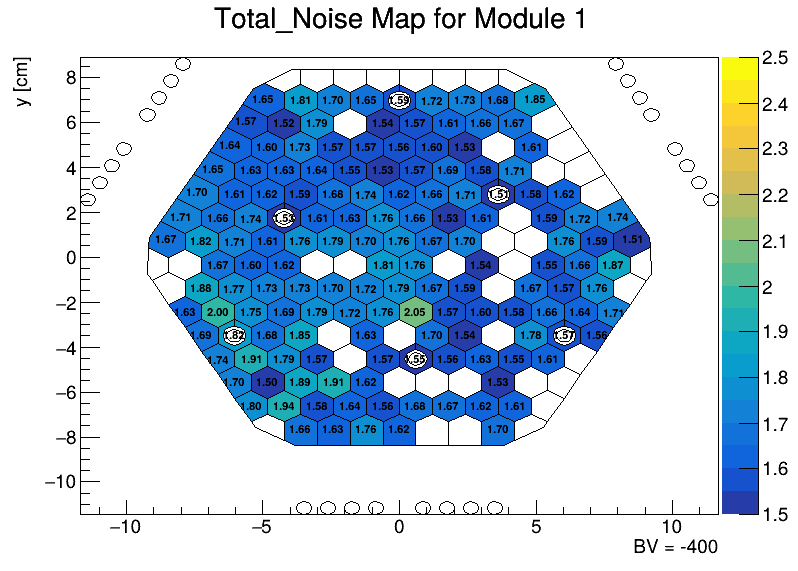 Total_Noise Map for Module 1
y [cm]
8
6
4
2
0
−2
−4
−6
−8
−10
1.65 1.81 1.70 1.65 1.59 1.72 1.73 1.68 1.85
1.57 1.52 1.79 1.54 1.57 1.61 1.66 1.67
1.64 1.60 1.73 1.57 1.57 1.56 1.60 1.53 1.61
1.65 1.63 1.63 1.64 1.55 1.53 1.57 1.69 1.58 1.71
1.70 1.61 1.62 1.59 1.68 1.74 1.62 1.66 1.71 1.51 1.58 1.62
1.71 1.66 1.74 1.61 1.63 1.76 1.66 1.53 1.61 1.59 1.72 1.74
1.67 1.82 1.71 1.61 1.76 1.79 1.70 1.76 1.67 1.70 1.76 1.59 1.51
1.67 1.60 1.62 1.81 1.76 1.54 1.55 1.66 1.87
1.88 1.77 1.73 1.73 1.70 1.72 1.79 1.67 1.59 1.67 1.57 1.76
1.63 2.00 1.75 1.69 1.79 1.72 1.76 2.05 1.57 1.60 1.58 1.66 1.64 1.71
1.69 1.82 1.68 1.85 1.63 1.70 1.54 1.78 1.57 1.56
1.74 1.91 1.79 1.57 1.57 1.55 1.56 1.63 1.55 1.61
1.70 1.50 1.89 1.91 1.62 1.53
1.80 1.94 1.58 1.64 1.56 1.68 1.67 1.62 1.61
1.66 1.63 1.76 1.62 1.70
−10 −5 0 5 10
BV = -400
2.5
2.4
2.3
2.2
2.1
2
1.9
1.8
1.7
1.6
1.5